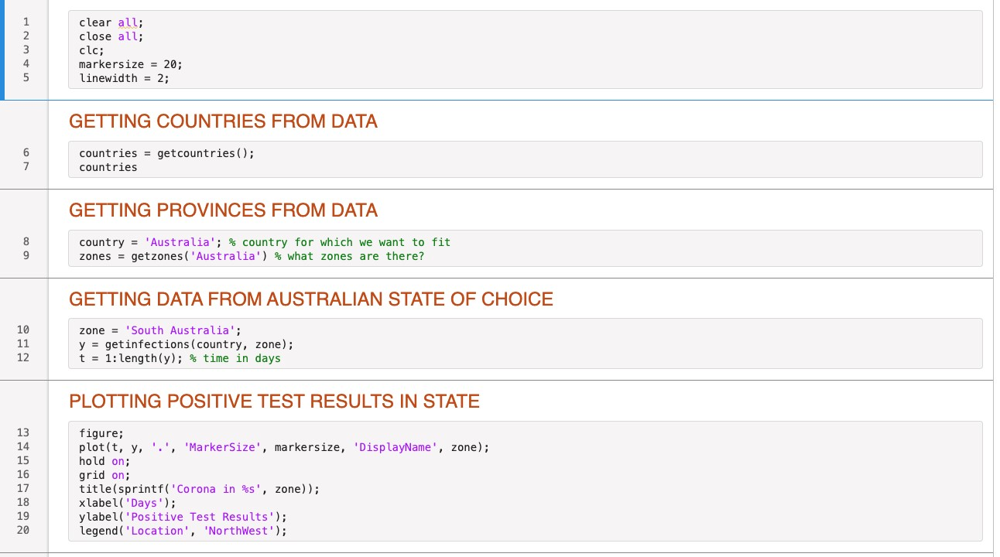 1 clear all;
2 close all;
3 clc;
4 markersize = 20;
5 linewidth = 2;
GETTING COUNTRIES FROM DATA
6 countries = getcountries();
7 countries
GETTING PROVINCES FROM DATA
8 country = 'Australia'; % country for which we want to fit
9 zones = getzones('Australia') % what zones are there?
GETTING DATA FROM AUSTRALIAN STATE OF CHOICE
10 zone = 'South Australia';
11 y = getinfections(country, zone);
12 t = 1:length(y); % time in days
PLOTTING POSITIVE TEST RESULTS IN STATE
13 figure;
14 plot(t, y, '.', 'MarkerSize', markersize, 'DisplayName', zone);
15 hold on;
16 grid on;
17 title(sprintf('Corona in %s', zone));
18 xlabel('Days');
19 ylabel('Positive Test Results');
20 legend('Location', 'NorthWest');